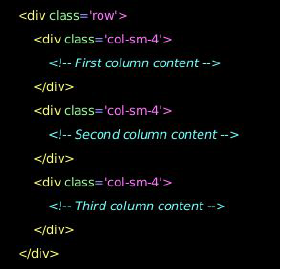 <div class='row'>
<div class='col-sm-4'>
<!-- First column content -->
</div>
<div class='col-sm-4'>
<!-- Second column content -->
</div>
<div class='col-sm-4'>
<!-- Third column content -->
</div>
</div>